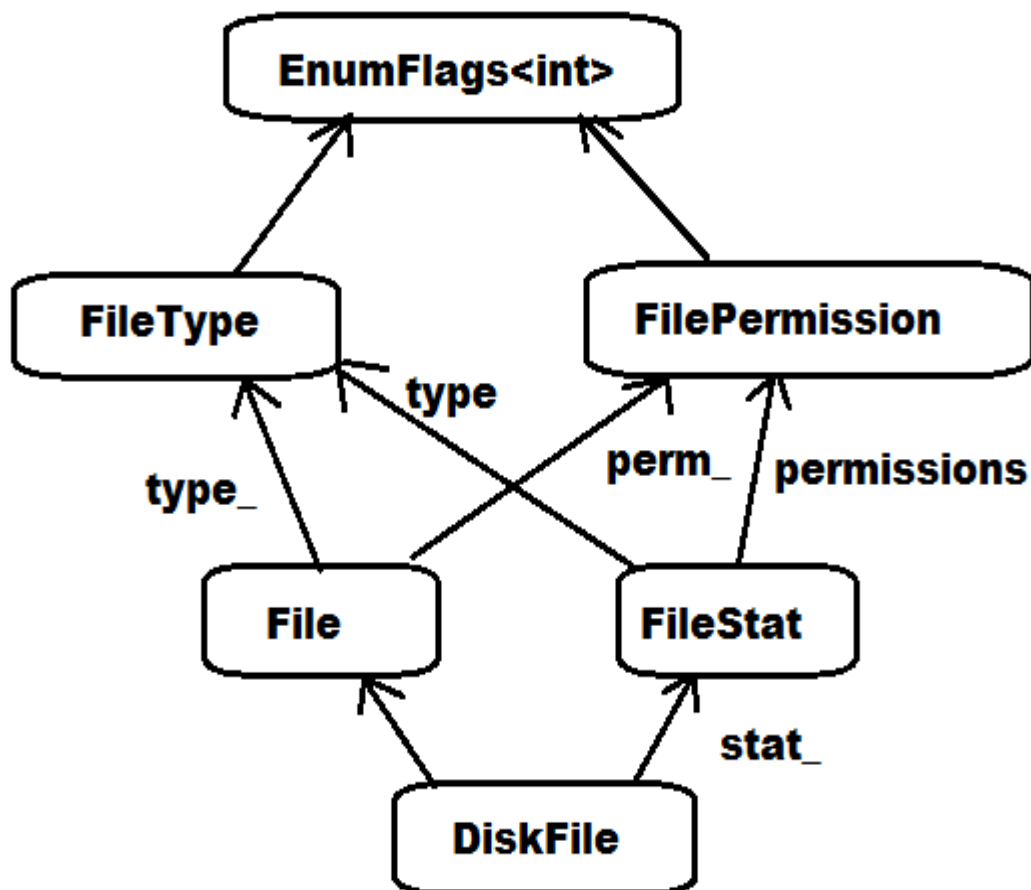 EnumFlags<int>
FileType
FilePermission
type
type_
perm_
permissions
File
FileStat
stat_
DiskFile